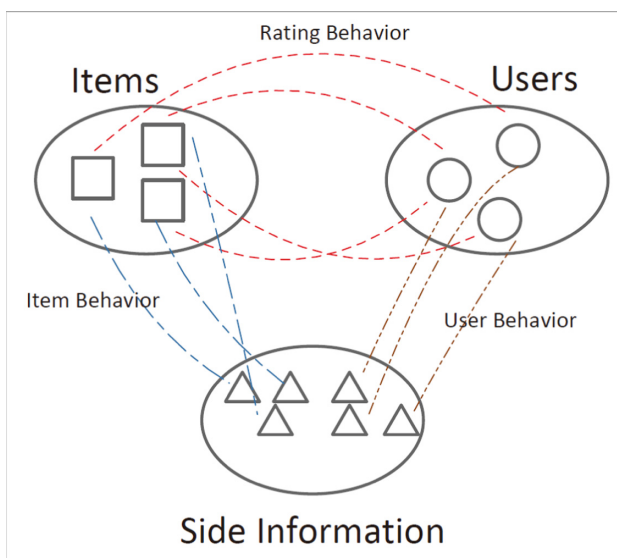 Rating Behavior
Items
Users
Item Behavior
User Behavior
Side Information